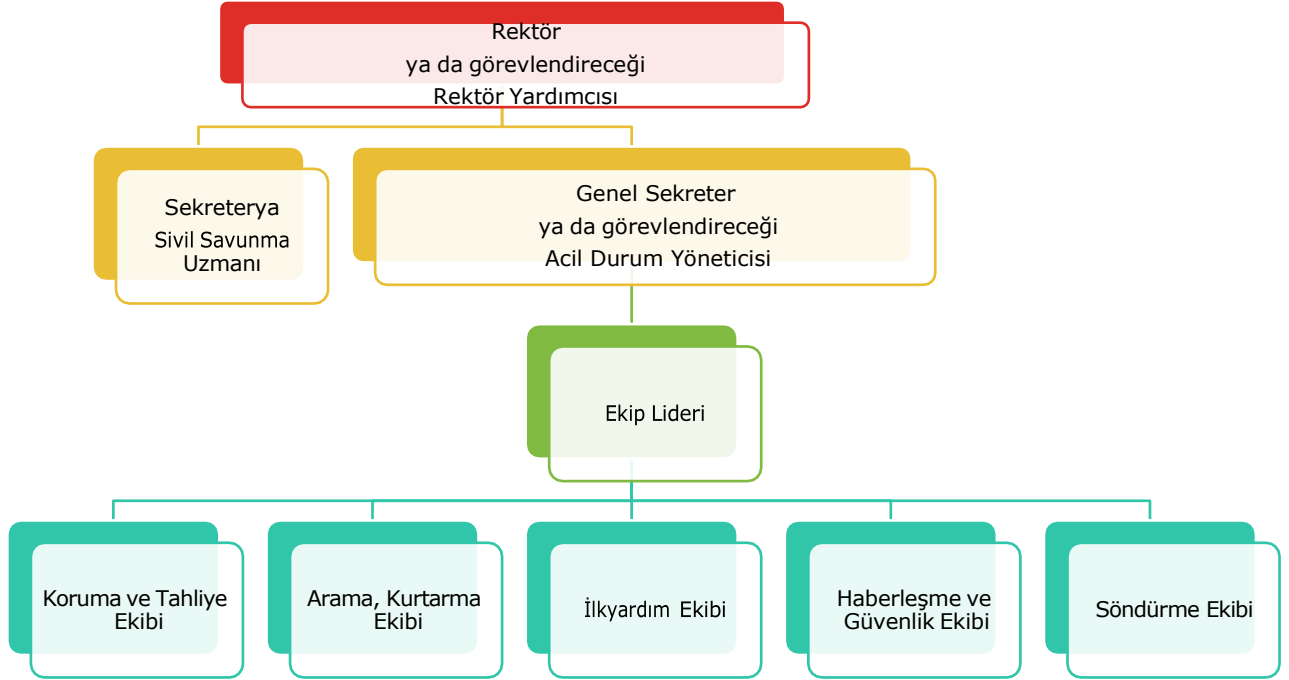 Rektör
ya da görevlendireceği
Rektör Yardımcısı
Sekreterya
Sivil Savunma
Uzmanı
Genel Sekreter
ya da görevlendireceği
Acil Durum Yöneticisi
Ekip Lideri
Koruma ve Tahliye
Ekibi
Arama, Kurtarma
Ekibi
İlkyardım Ekibi
Haberleşme ve
Güvenlik Ekibi
Söndürme Ekibi